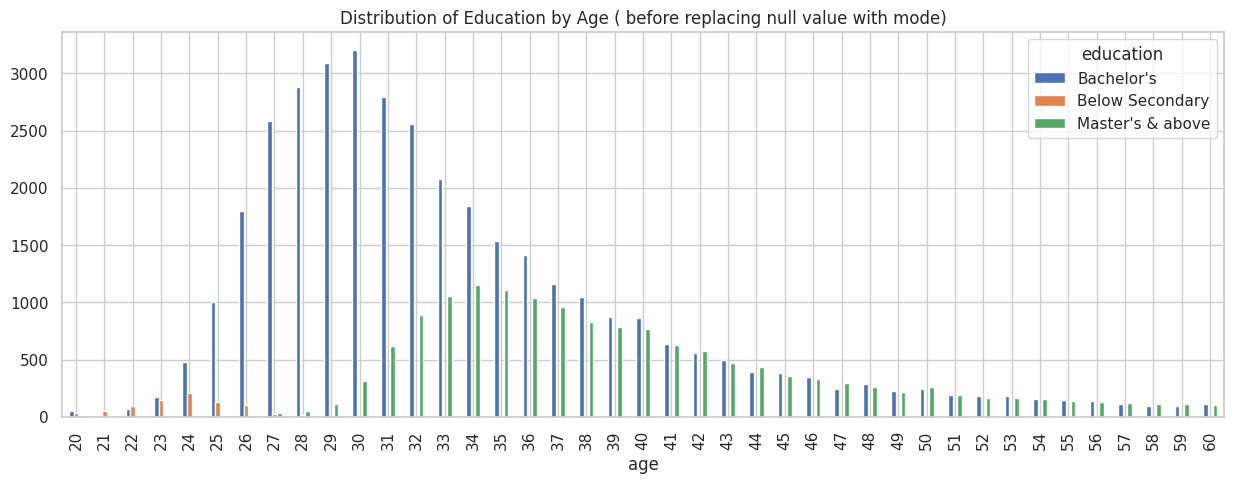 Distribution of Education by Age ( before replacing null value with mode)
education
Bachelor's
Below Secondary
Master's & above
3000
2500
2000
1500
1000
500
0
20 21 22 23 24 25 26 27 28 29 30 31 32 33 34 35 36 37 38 39 40 41 42 43 44 45 46 47 48 49 50 51 52 53 54 55 56 57 58 59 60
age